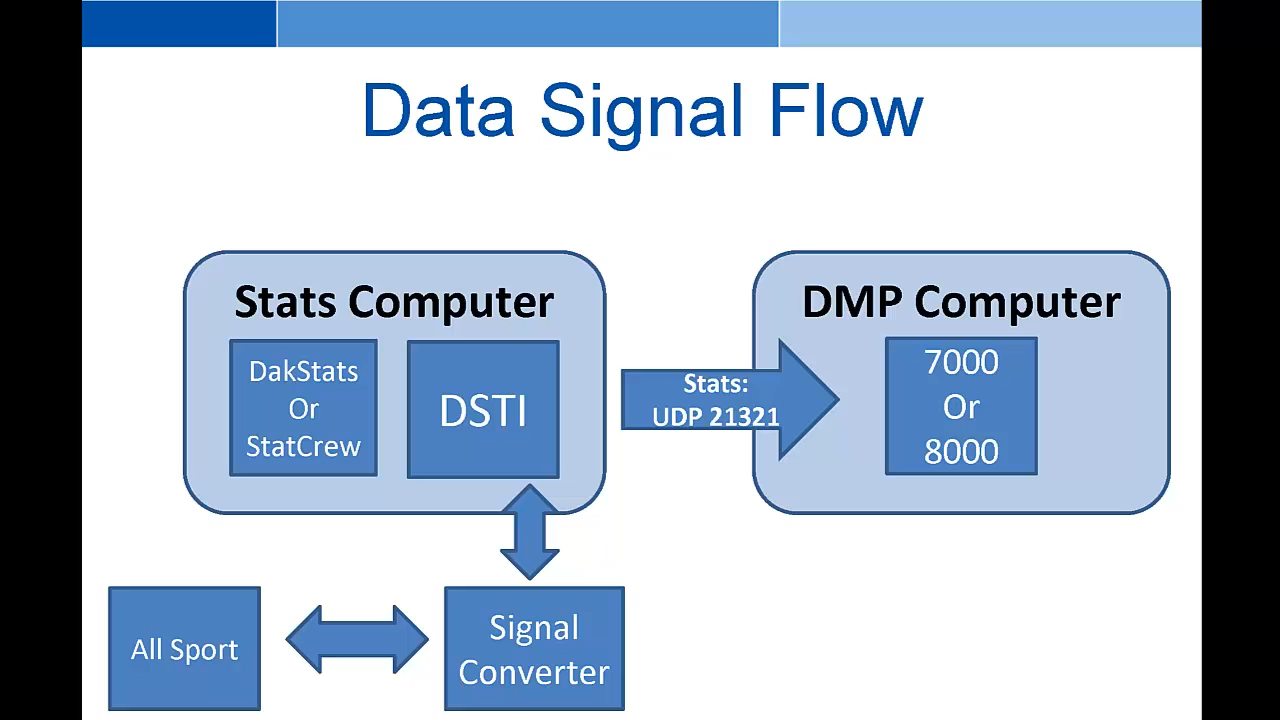 Data Signal Flow
Stats Computer
DakStats
Or
StatCrew
DSTI
Stats:
UDP 21321
DMP Computer
7000
Or
8000
All Sport
Signal
Converter